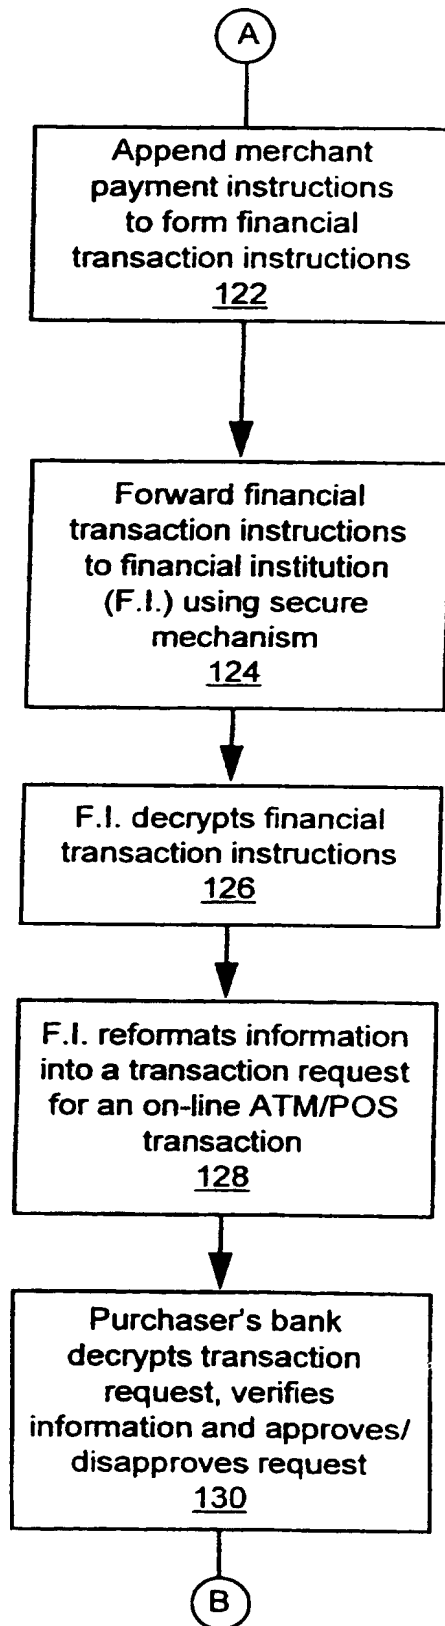 A
Append merchant
payment instructions
to form financial
transaction instructions
122
Forward financial
transaction instructions
to financial institution
(F.I.) using secure
mechanism
124
F.I. decrypts financial
transaction instructions
126
F.I. reformats information
into a transaction request
for an on-line ATM/POS
transaction
128
Purchaser's bank
decrypts transaction
request, verifies
information and approves/
disapproves request
130
B